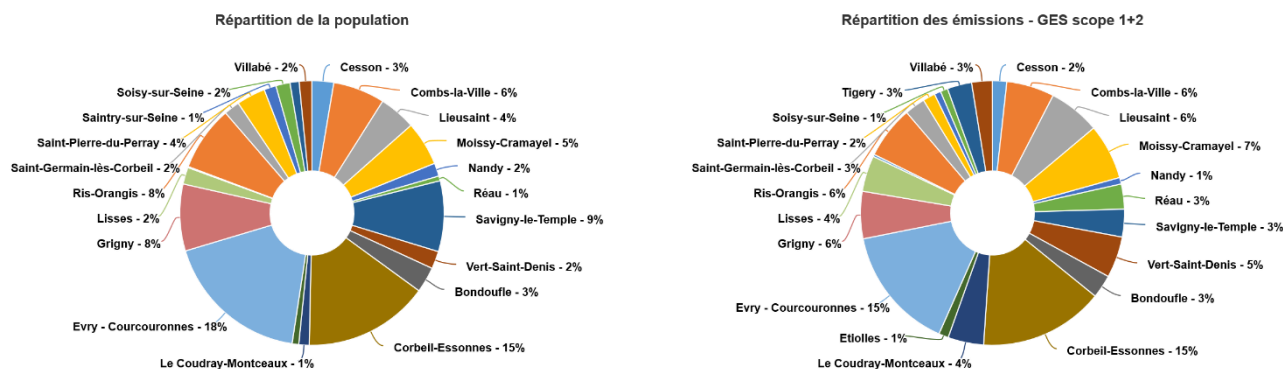 Répartition de la population
Villabé - 2%
Cesson - 3%
Soisy-sur-Seine - 2%
Combs-la-Ville - 6%
Saintry-sur-Seine - 1%
Lieusaint - 4%
Saint-Pierre-du-Perray - 4%
Moissy-Cramayel - 5%
Saint-Germain-lès-Corbeil - 2%
Nandy - 2%
Ris-Orangis - 8%
Réau - 1%
Lisses - 2%
Savigny-le-Temple - 9%
Grigny - 8%
Vert-Saint-Denis - 2%
Bondoufle - 3%
Evry - Courcouronnes - 18%
Corbeil-Essonnes - 15%
Le Coudray-Montceaux - 1%
Répartition des émissions - GES scope 1+2
Villabé - 3%
Cesson - 2%
Tigery - 3%
Combs-la-Ville - 6%
Soisy-sur-Seine - 1%
Lieusaint - 6%
Saint-Pierre-du-Perray - 2%
Moissy-Cramayel - 7%
Saint-Germain-lès-Corbeil - 3%
Nandy - 1%
Ris-Orangis - 6%
Réau - 3%
Lisses - 4%
Savigny-le-Temple - 3%
Grigny - 6%
Vert-Saint-Denis - 5%
Bondoufle - 3%
Evry - Courcouronnes - 15%
Etiolles - 1%
Corbeil-Essonnes - 15%
Le Coudray-Montceaux - 4%